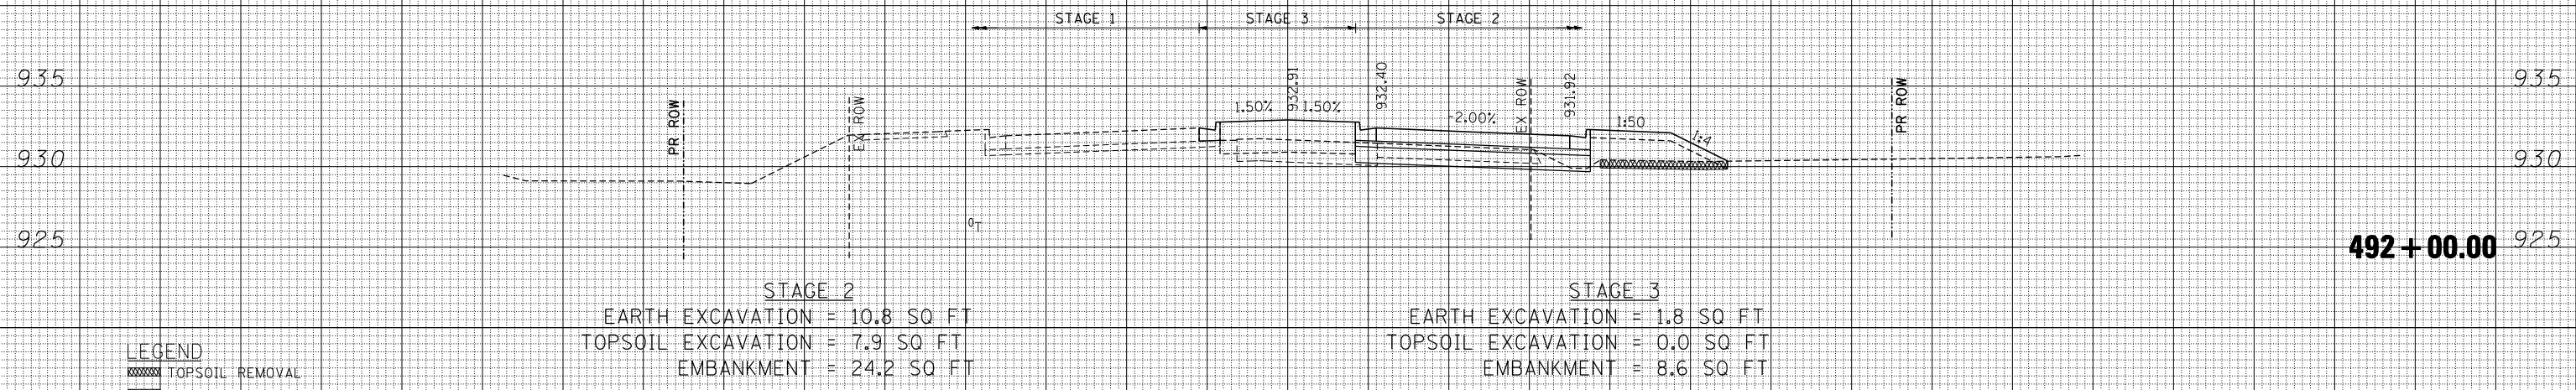 STAGE 1 STAGE 3 STAGE 2
935 935
PR ROW
EX ROW
1.50% 932.91 1.50%
932.40
-2.00%
EX ROW
931.92
1:50
1:4
PR ROW
930 930
0T
925 925
492+00.00
STAGE 2
EARTH EXCAVATION = 10.8 SQ FT
TOPSOIL EXCAVATION = 7.9 SQ FT
EMBANKMENT = 24.2 SQ FT
STAGE 3
EARTH EXCAVATION = 1.8 SQ FT
TOPSOIL EXCAVATION = 0.0 SQ FT
EMBANKMENT = 8.6 SQ FT
LEGEND
TOPSOIL REMOVAL